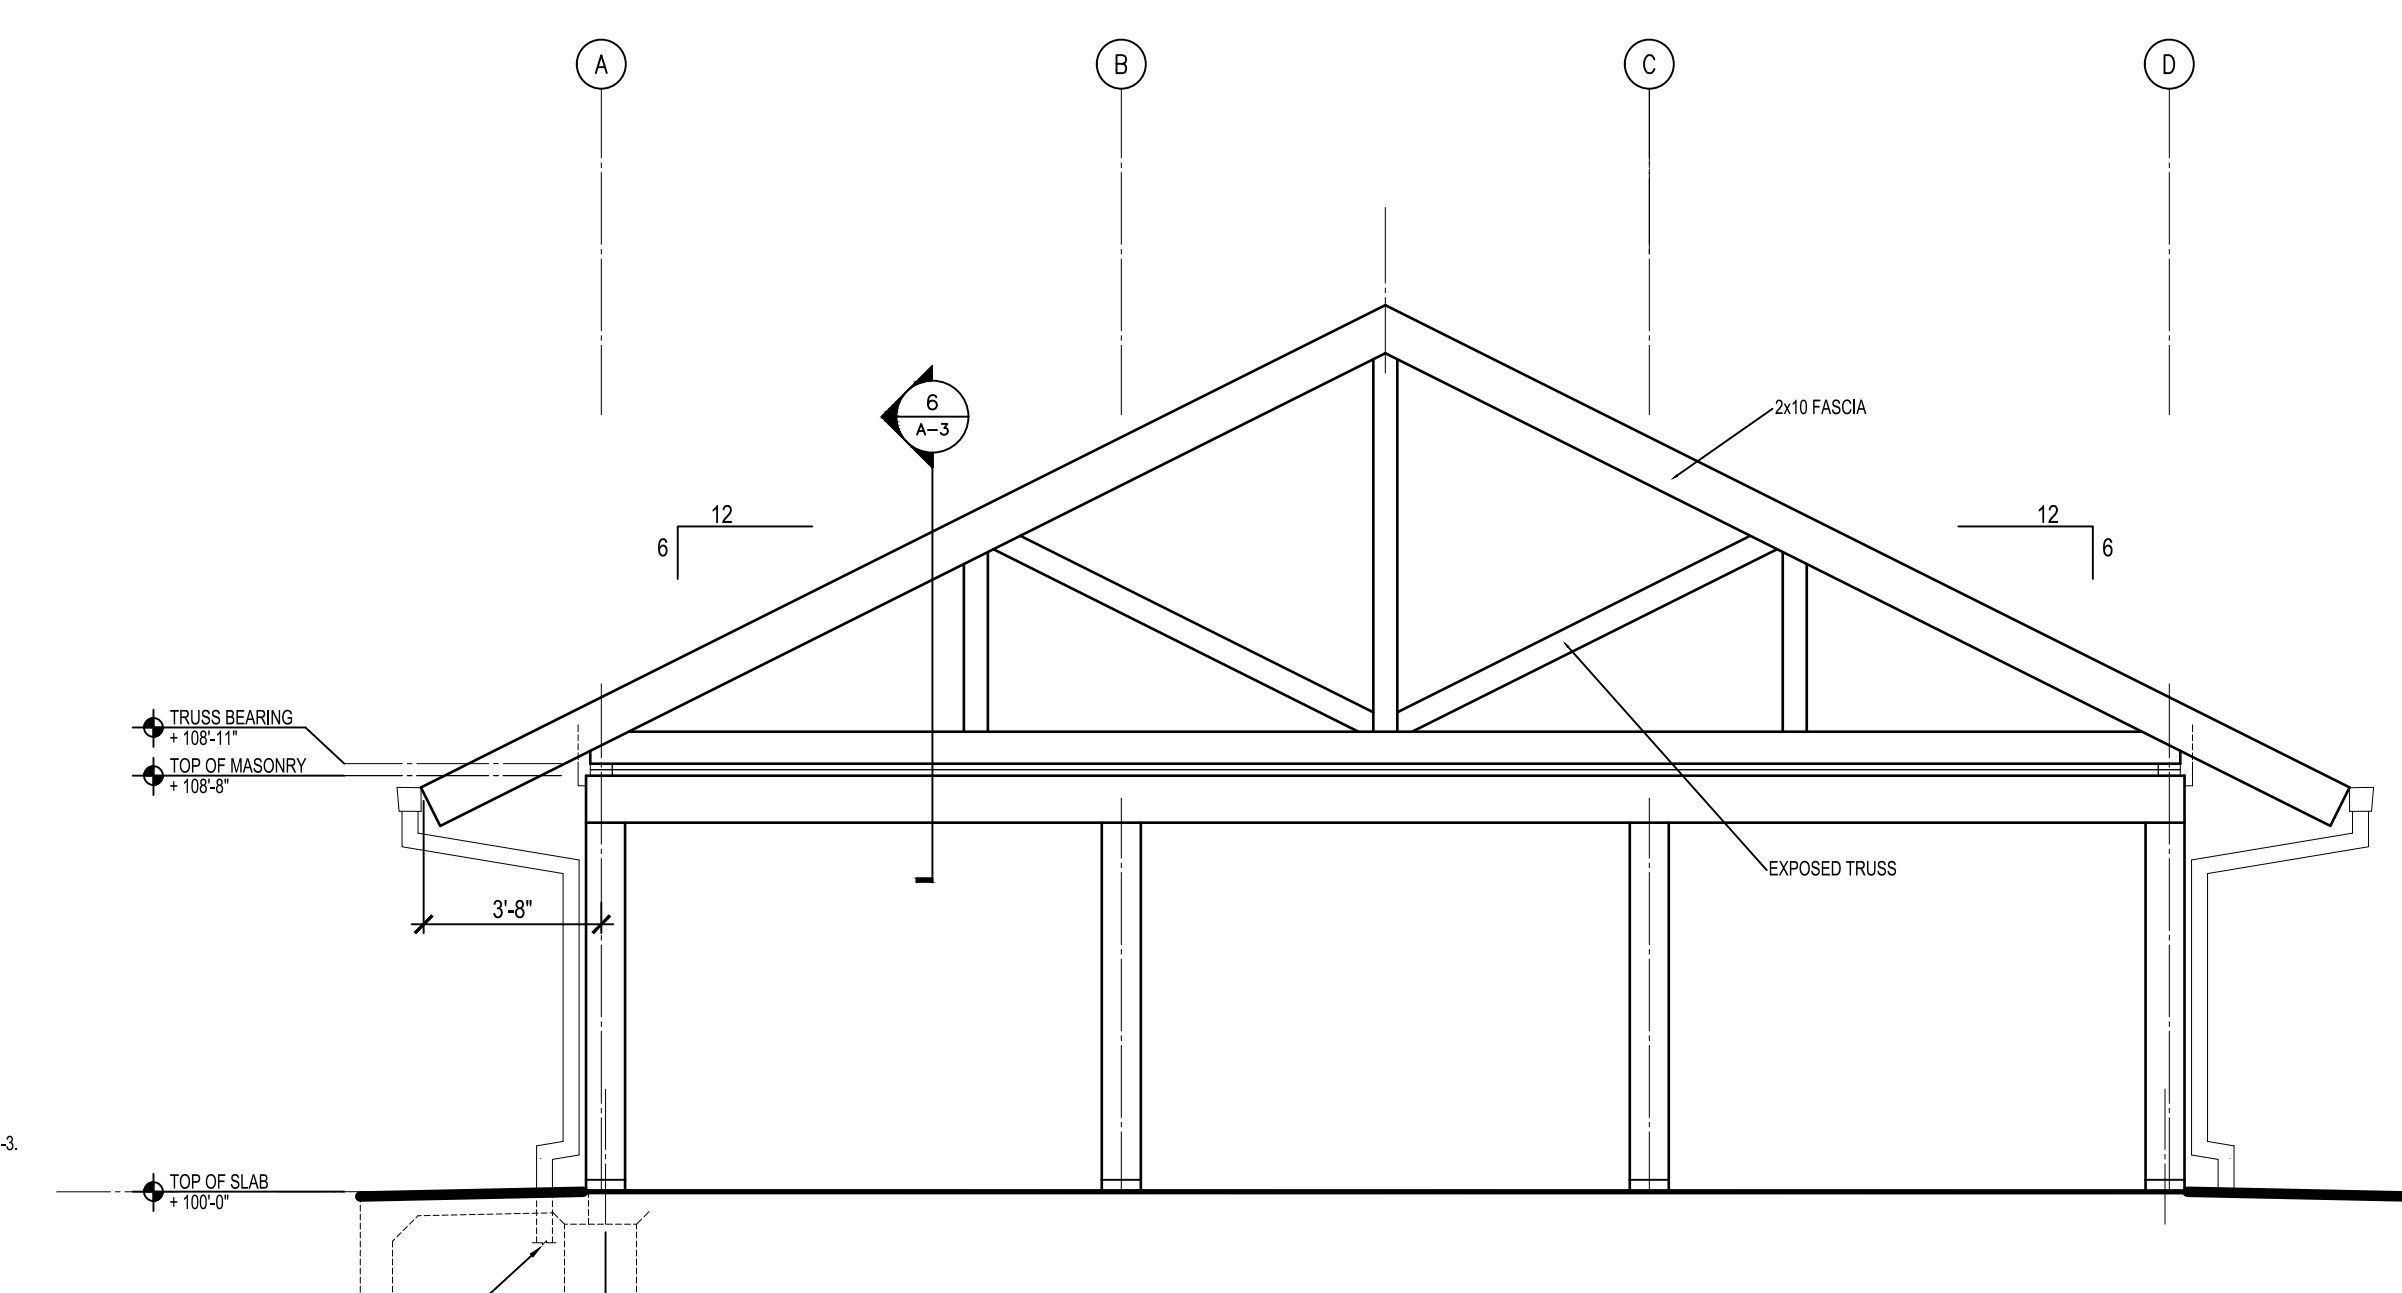 A
B
C
D
6
A-3
2x10 FASCIA
12
6
12
6
TRUSS BEARING
+ 108'-11"
TOP OF MASONRY
+ 108'-8"
EXPOSED TRUSS
3'-8"
-3.
TOP OF SLAB
+ 100'-0"